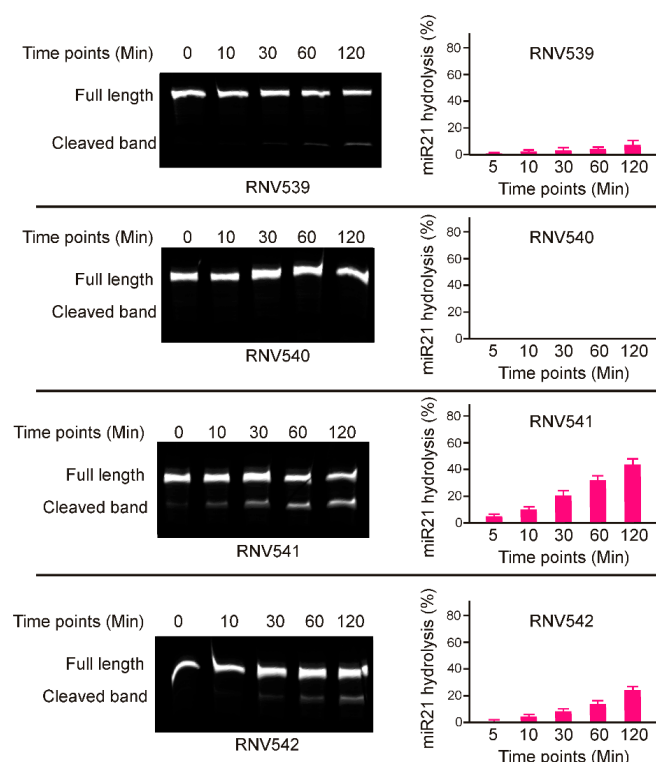 Time points (Min) 0 10 30 60 120
Full length
Cleaved band
RNV539
miR21 hydrolysis (%)
RNV539
80
60
40
20
0
5 10 30 60 120
Time points (Min)
Time points (Min) 0 10 30 60 120
Full length
Cleaved band
RNV540
miR21 hydrolysis (%)
RNV540
80
60
40
20
0
5 10 30 60 120
Time points (Min)
Time points (Min) 0 10 30 60 120
Full length
Cleaved band
RNV541
miR21 hydrolysis (%)
RNV541
80
60
40
20
0
5 10 30 60 120
Time points (Min)
Time points (Min) 0 10 30 60 120
Full length
Cleaved band
RNV542
miR21 hydrolysis (%)
RNV542
80
60
40
20
0
5 10 30 60 120
Time points (Min)